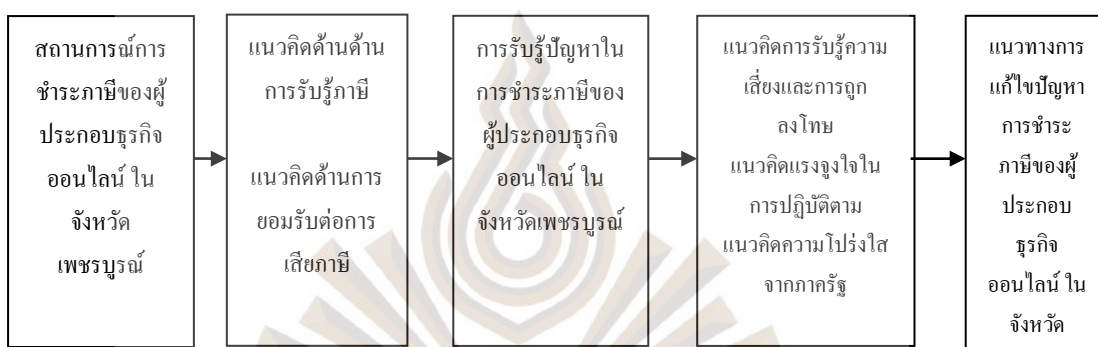 สถานการณ์การ
ชำระภาษีของผู้
ประกอบธุรกิจ
ออนไลน์ ใน
จังหวัด
เพชรบูรณ์
แนวคิดด้านด้าน
การรับรู้ภาษี
แนวคิดด้านการ
ยอมรับต่อการ
เสียภาษี
การรับรู้ปัญหาใน
การชำระภาษีของ
ผู้ประกอบธุรกิจ
ออนไลน์ ใน
จังหวัดเพชรบูรณ์
แนวคิดการรับรู้ความ
เสี่ยงและการถูก
ลงโทษ
แนวคิดแรงจูงใจใน
การปฏิบัติตาม
แนวคิดความโปร่งใส
จากภาครัฐ
แนวทางการ
แก้ไขปัญหา
การชำระ
ภาษีของผู้
ประกอบ
ธุรกิจ
ออนไลน์ ใน
จังหวัด